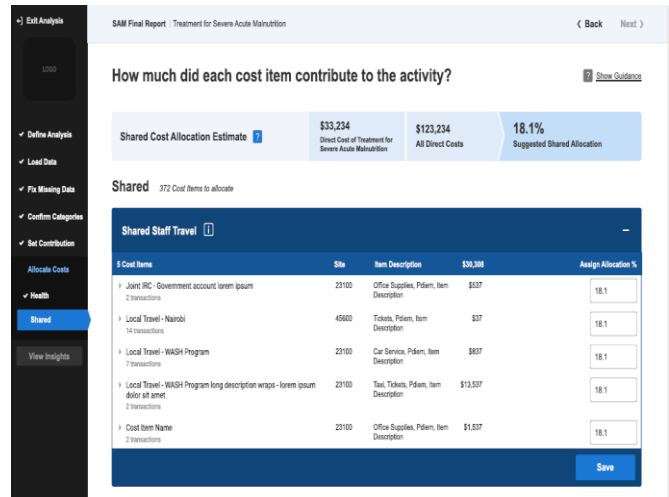 Exit Analysis
LOGO
Define Analysis
Load Data
Fix Missing Data
Confirm Categories
Set Contribution
Allocate Costs
Health
Shared
View Insights
SAM Final Report | Treatment for Severe Acute Malnutrition
Back Next
How much did each cost item contribute to the activity?
? Show Guidance
Shared Cost Allocation Estimate ?
$33,234
Direct Cost of Treatment for
Severe Acute Malnutrition
$123,234
All Direct Costs
18.1%
Suggested Shared Allocation
Shared 372 Cost Items to allocate
Shared Staff Travel i
5 Cost Items Site Item Description $30,308 Assign Allocation %
Joint IRC - Government account lorem ipsum 23100 Office Supplies, Pdiem, Item $537 18.1
2 transactions Description
Local Travel - Nairobi 45600 Tickets, Pdiem, Item $37 18.1
14 transactions Description
Local Travel - WASH Program 23100 Car Service, Pdiem, Item $837 18.1
7 transactions Description
Local Travel - WASH Program long description wraps - lorem ipsum 23100 Taxi, Tickets, Pdiem, Item $13,537 18.1
dolor sit amet Description
2 transactions
Cost Item Name 23100 Office Supplies, Pdiem, Item $1,537 18.1
2 transactions Description
Save